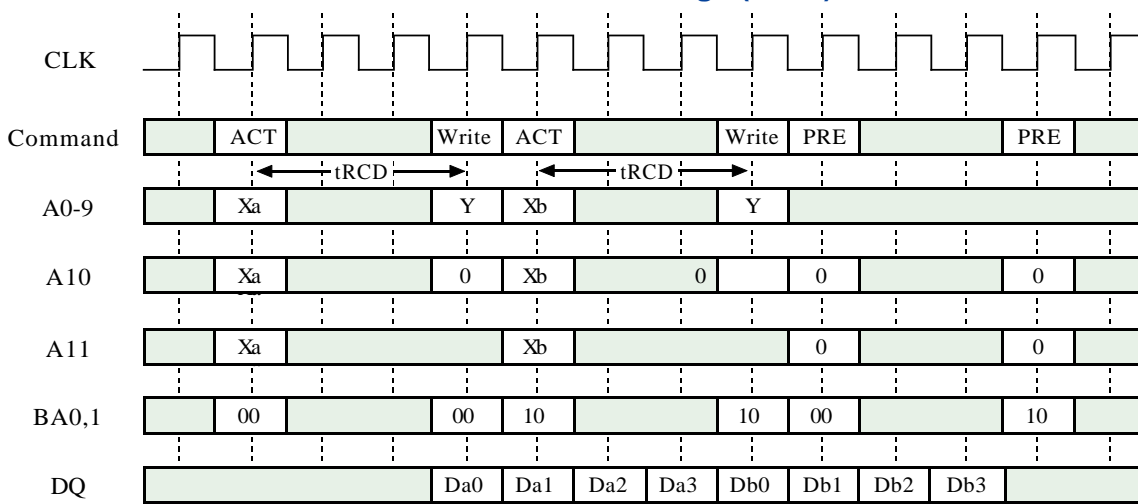 CLK
Command ACT Write ACT Write PRE PRE
tRCD tRCD
A0-9 Xa Y Xb Y
A10 Xa 0 Xb 0 0 0
A11 Xa Xb 0 0
BA0,1 00 00 10 10 00 10
DQ Da0 Da1 Da2 Da3 Db0 Db1 Db2 Db3